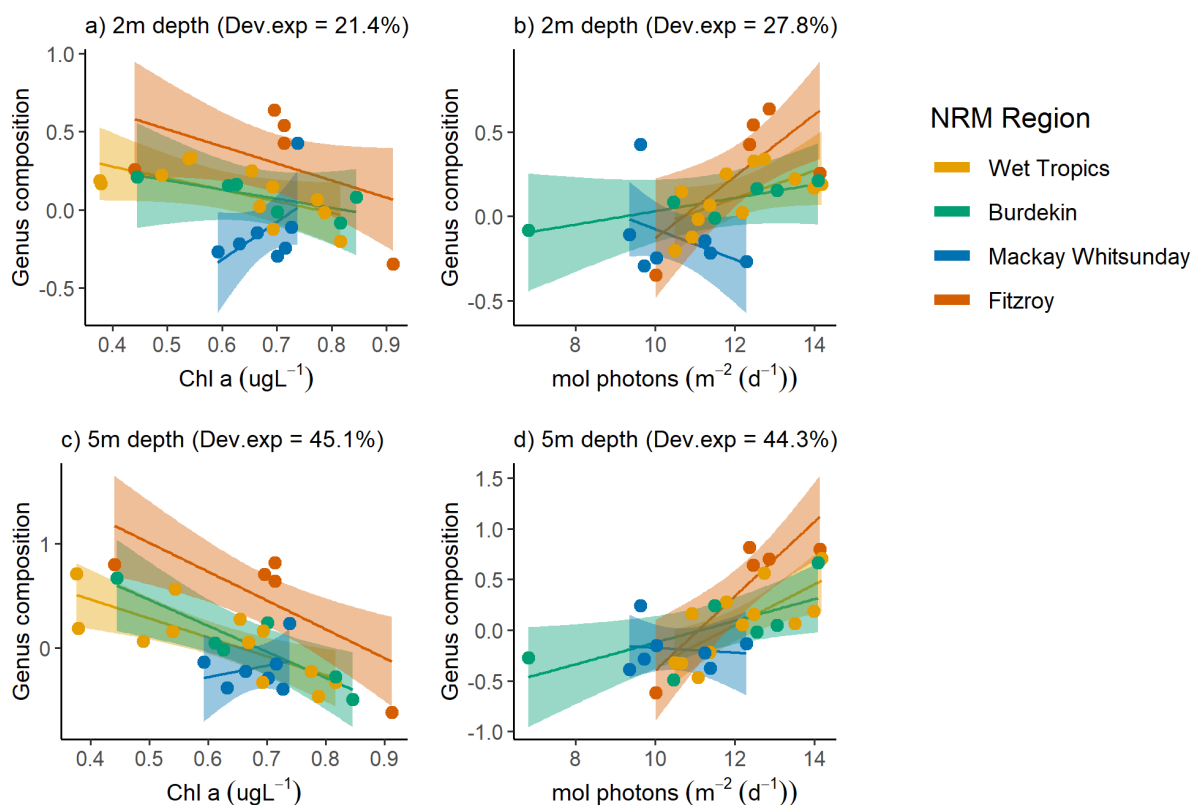 a) 2m depth (Dev.exp = 21.4%)
Genus composition
1.0
0.5
0.0
-0.5
0.4 0.5 0.6 0.7 0.8 0.9
Chl a (ugL⁻¹)
b) 2m depth (Dev.exp = 27.8%)
Genus composition
0.5
0.0
-0.5
8 10 12 14
mol photons (m⁻² (d⁻¹))
NRM Region
Wet Tropics
Burdekin
Mackay Whitsunday
Fitzroy
c) 5m depth (Dev.exp = 45.1%)
Genus composition
1
0
0.4 0.5 0.6 0.7 0.8 0.9
Chl a (ugL⁻¹)
d) 5m depth (Dev.exp = 44.3%)
Genus composition
1.5
1.0
0.5
0.0
-0.5
-1.0
8 10 12 14
mol photons (m⁻² (d⁻¹))